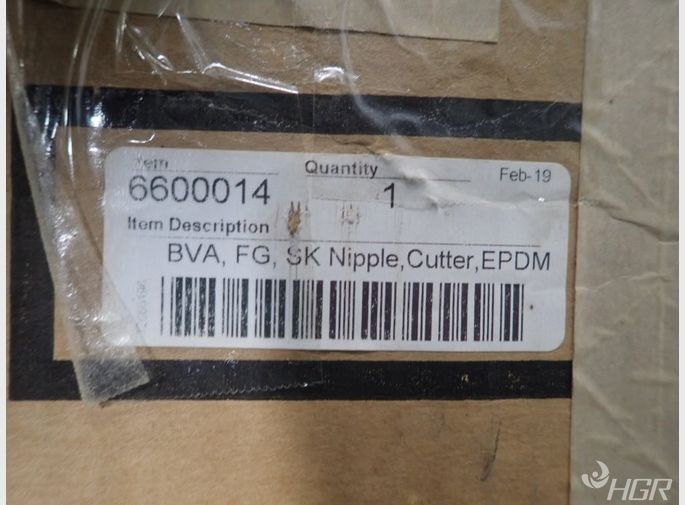 Item
Quantity
Feb-19
6600014
1
Item Description
BVA, FG, SK Nipple,Cutter,EPDM
HGR